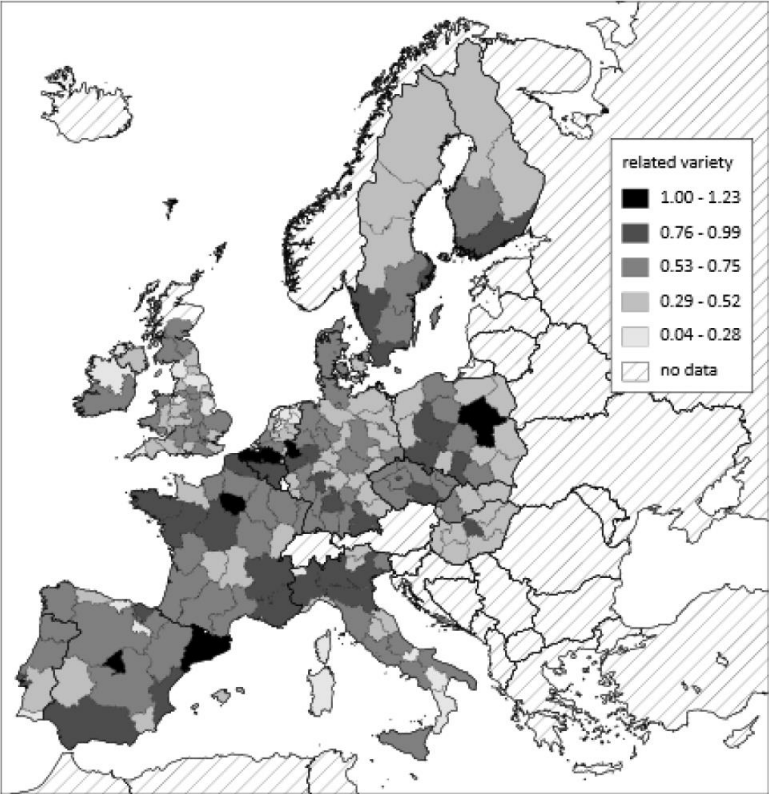 related variety
1.00 - 1.23
0.76 - 0.99
0.53 - 0.75
0.29 - 0.52
0.04 - 0.28
no data